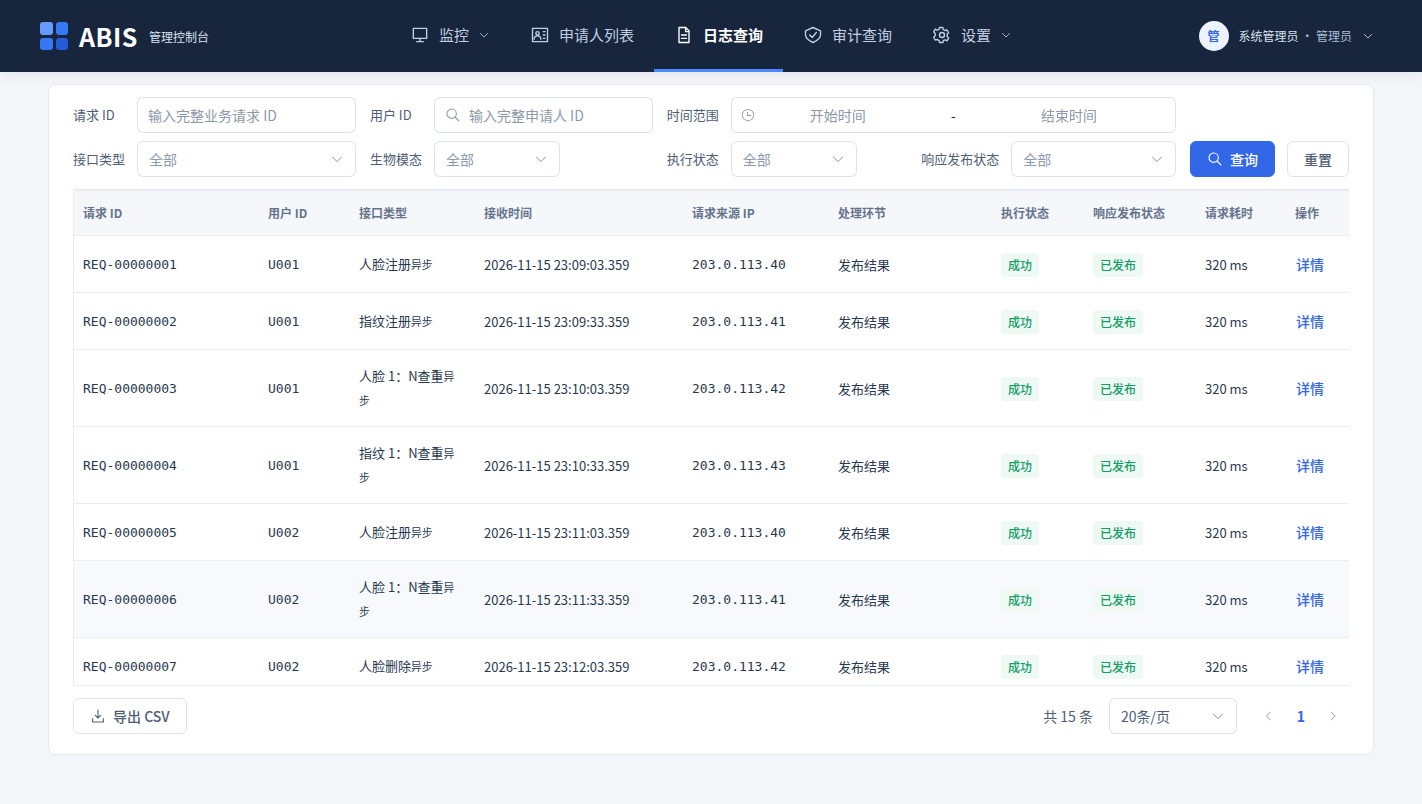 ABIS 管理控制台 监控 申请人列表 日志查询 审计查询 设置 管 系统管理员 · 管理员
请求 ID 输入完整业务请求 ID 用户 ID 输入完整申请人 ID 时间范围 开始时间 - 结束时间
接口类型 全部 生物模态 全部 执行状态 全部 响应发布状态 全部 查询 重置
请求 ID 用户 ID 接口类型 接收时间 请求来源 IP 处理环节 执行状态 响应发布状态 请求耗时 操作
REQ-00000001 U001 人脸注册异步 2026-11-15 23:09:03.359 203.0.113.40 发布结果 成功 已发布 320 ms 详情
REQ-00000002 U001 指纹注册异步 2026-11-15 23:09:33.359 203.0.113.41 发布结果 成功 已发布 320 ms 详情
REQ-00000003 U001 人脸 1：N查重异
步 2026-11-15 23:10:03.359 203.0.113.42 发布结果 成功 已发布 320 ms 详情
REQ-00000004 U001 指纹 1：N查重异
步 2026-11-15 23:10:33.359 203.0.113.43 发布结果 成功 已发布 320 ms 详情
REQ-00000005 U002 人脸注册异步 2026-11-15 23:11:03.359 203.0.113.40 发布结果 成功 已发布 320 ms 详情
REQ-00000006 U002 人脸 1：N查重异
步 2026-11-15 23:11:33.359 203.0.113.41 发布结果 成功 已发布 320 ms 详情
REQ-00000007 U002 人脸删除异步 2026-11-15 23:12:03.359 203.0.113.42 发布结果 成功 已发布 320 ms 详情
导出 CSV 共 15 条 20条/页 1